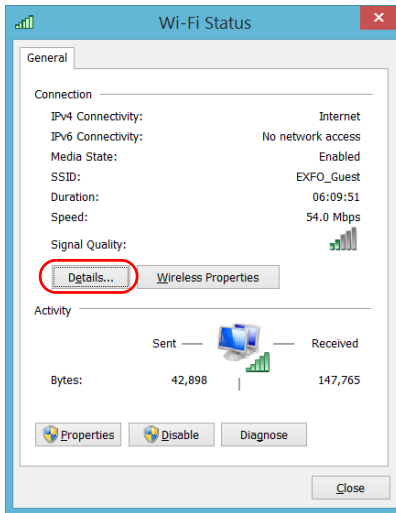 Wi-Fi Status
General
Connection
IPv4 Connectivity: Internet
IPv6 Connectivity: No network access
Media State: Enabled
SSID: EXFO_Guest
Duration: 06:09:51
Speed: 54.0 Mbps
Signal Quality:
Details... Wireless Properties
Activity
Sent Received
Bytes: 42,898 147,765
Properties Disable Diagnose
Close